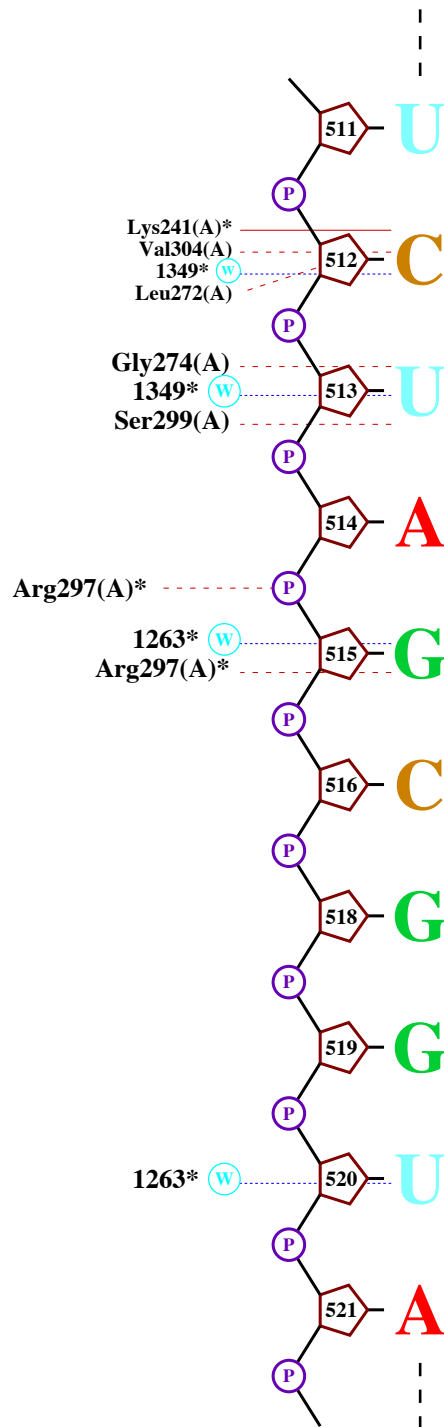 511 U
P
Lys241(A)*
Val304(A)
512 C
1349* W
Leu272(A)
P
Gly274(A)
1349* W 513 U
Ser299(A)
P
514 A
Arg297(A)* P
1263* W
515 G
Arg297(A)*
P
516 C
P
518 G
P
519 G
P
1263* W 520 U
P
521 A
P